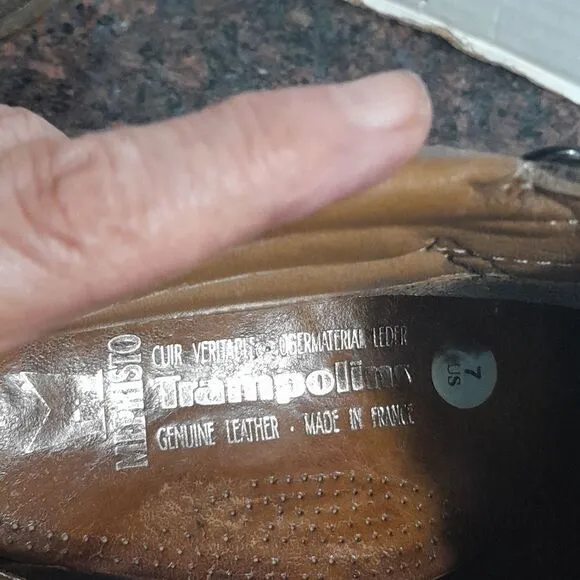 MEPHISTO
CUIR VERITABLE · OBERMATERIAL LEDER
Trampolino
GENUINE LEATHER · MADE IN FRANCE
7
US